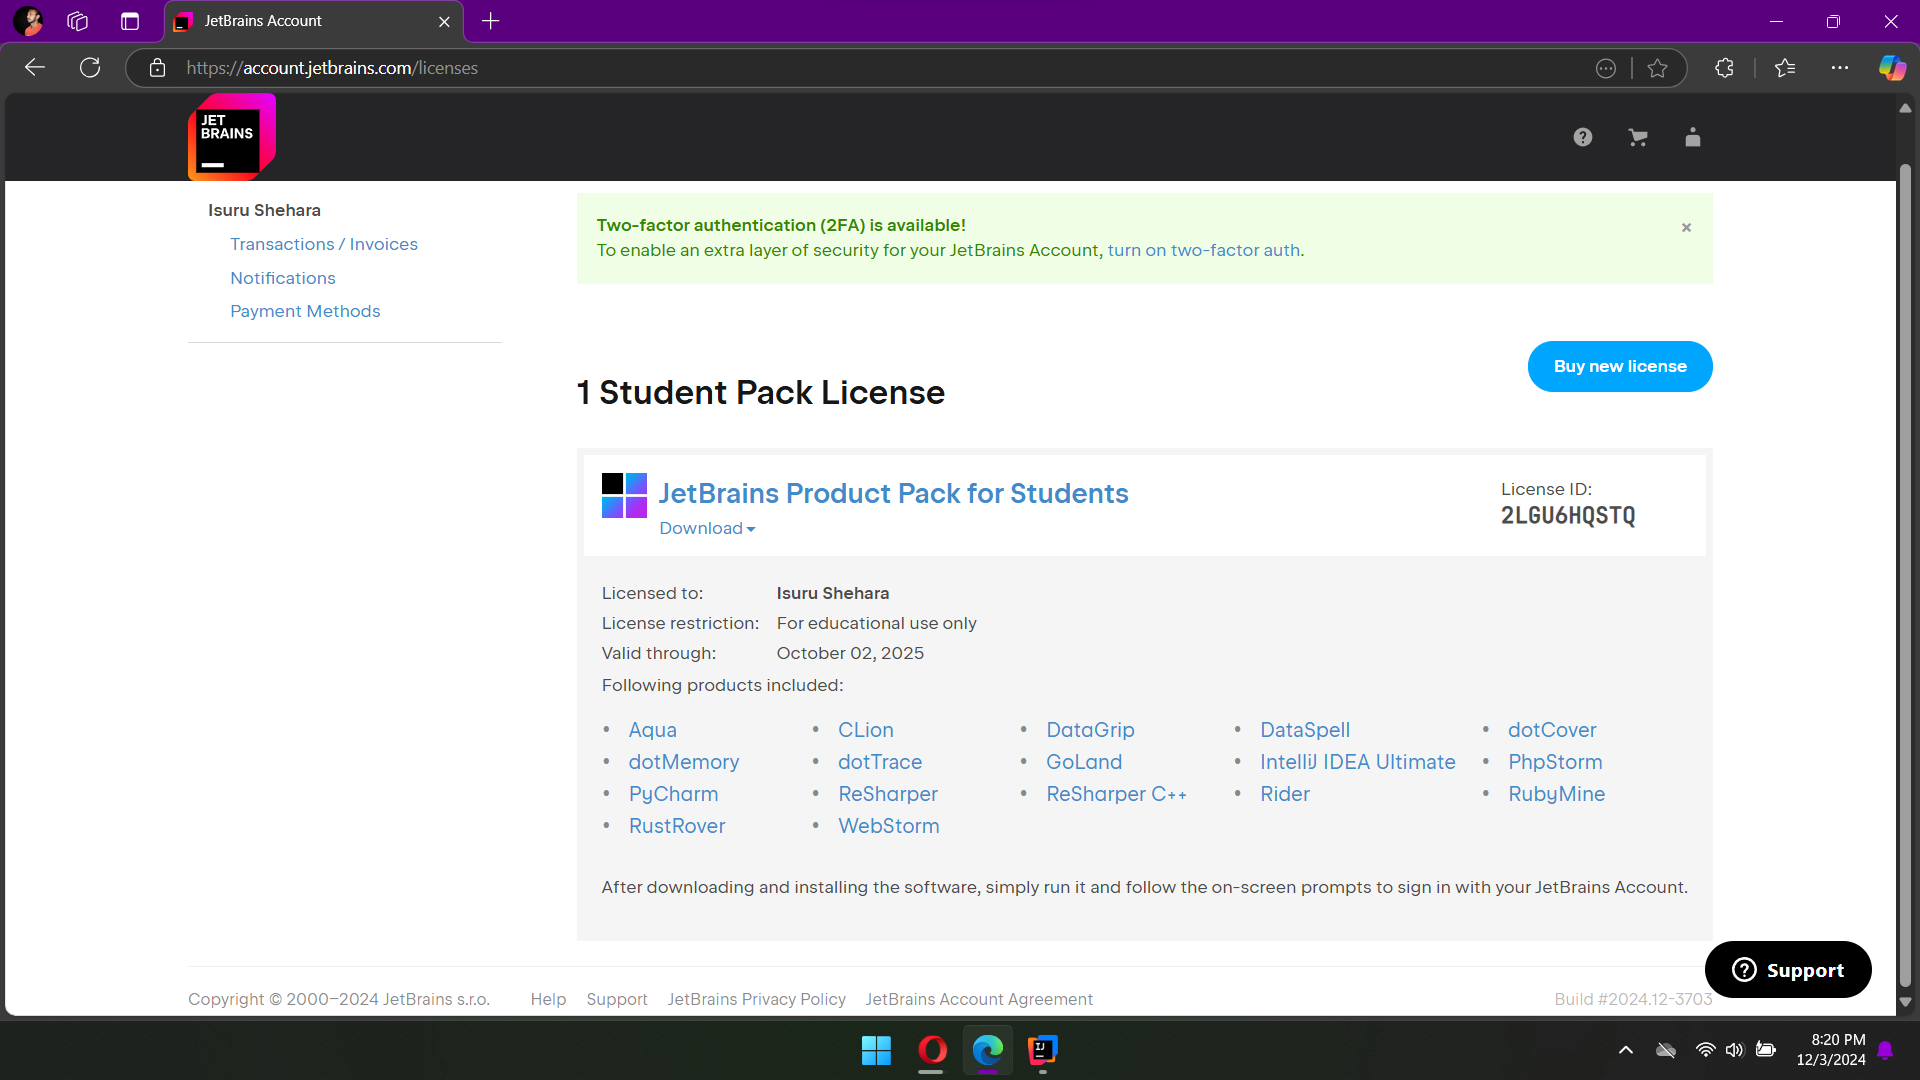 JetBrains Account
https://account.jetbrains.com/licenses
JET
BRAINS
Isuru Shehara
Transactions / Invoices
Notifications
Payment Methods
Two-factor authentication (2FA) is available!
To enable an extra layer of security for your JetBrains Account, turn on two-factor auth.
Buy new license
1 Student Pack License
JetBrains Product Pack for Students
Download
License ID:
2LGU6HQSTQ
Licensed to: Isuru Shehara
License restriction: For educational use only
Valid through: October 02, 2025
Following products included:
• Aqua • CLion • DataGrip • DataSpell • dotCover
• dotMemory • dotTrace • GoLand • IntelliJ IDEA Ultimate • PhpStorm
• PyCharm • ReSharper • ReSharper C++ • Rider • RubyMine
• RustRover • WebStorm
After downloading and installing the software, simply run it and follow the on-screen prompts to sign in with your JetBrains Account.
Support
Copyright © 2000–2024 JetBrains s.r.o. Help Support JetBrains Privacy Policy JetBrains Account Agreement Build #2024.12-3703
IJ
8:20 PM
12/3/2024